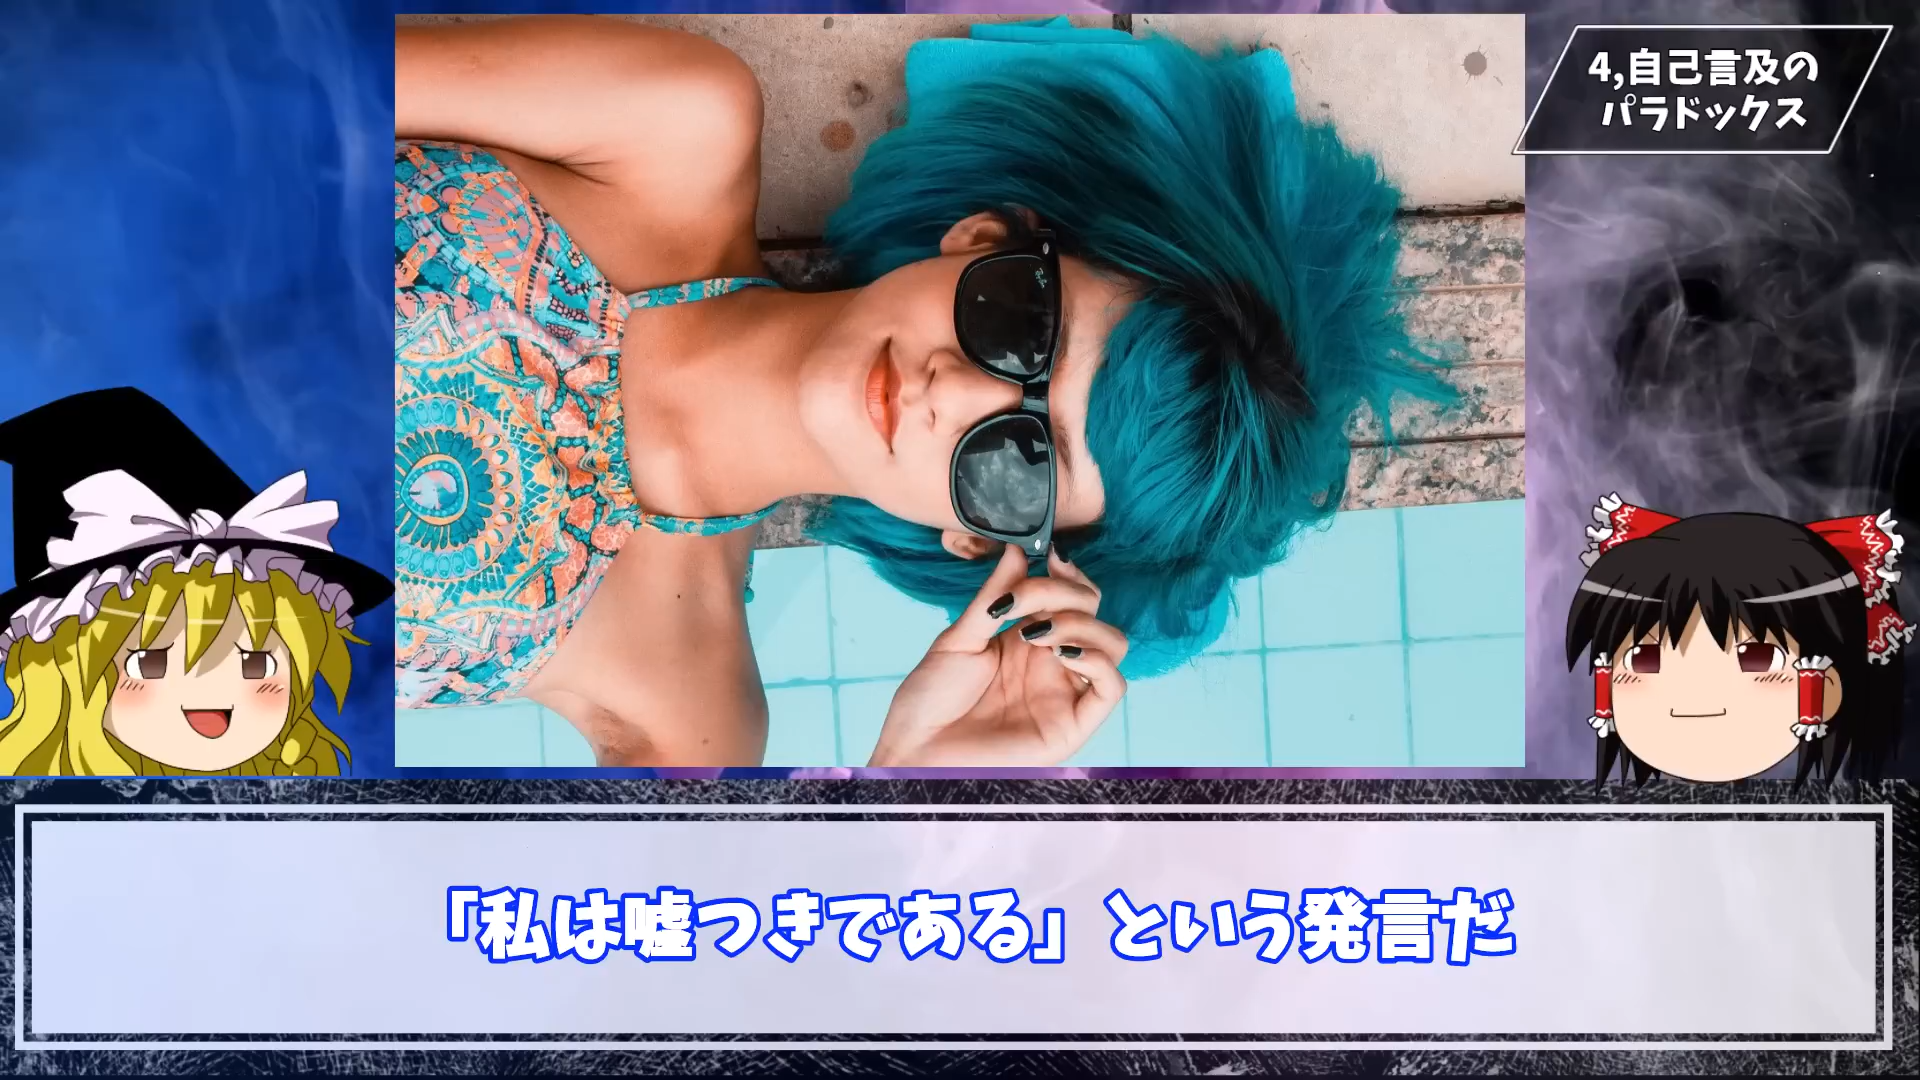 4,自己言及の
パラドックス
「私は嘘つきである」という発言だ